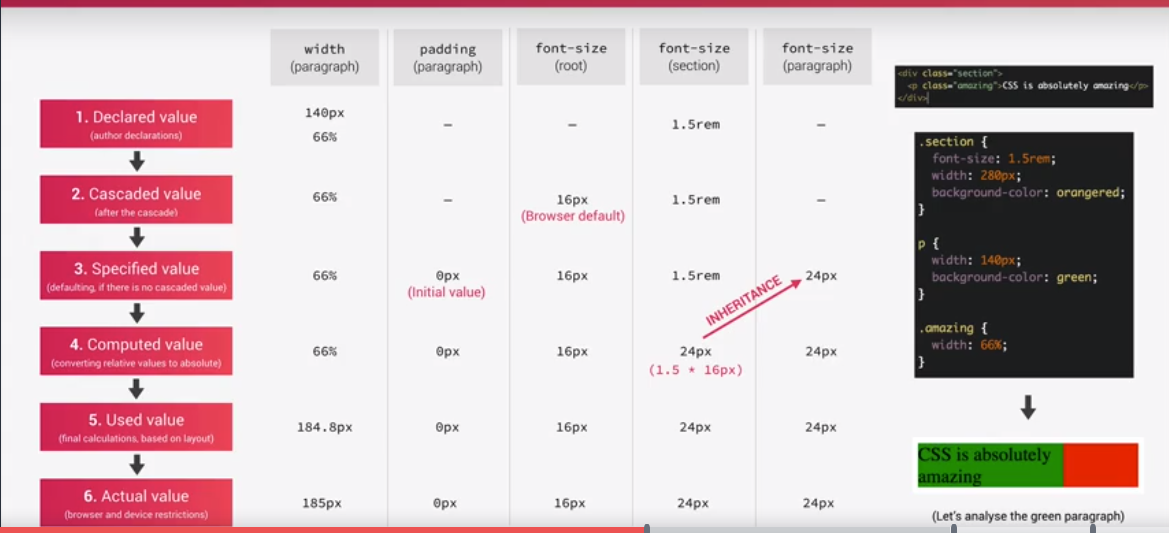 width padding font-size font-size font-size
(paragraph) (paragraph) (root) (section) (paragraph)
1. Declared value
(author declarations)
140px
66% – – 1.5rem –
2. Cascaded value
(after the cascade)
66% – 16px 1.5rem –
(Browser default)
3. Specified value
(defaulting, if there is no cascaded value)
66% 0px 16px 1.5rem 24px
(Initial value)
INHERITANCE
4. Computed value
(converting relative values to absolute)
66% 0px 16px 24px 24px
(1.5 * 16px)
5. Used value
(final calculations, based on layout)
184.8px 0px 16px 24px 24px
6. Actual value
(browser and device restrictions)
185px 0px 16px 24px 24px
<div class="section">
<p class="amazing">CSS is absolutely amazing</p>
</div>
.section {
font-size: 1.5rem;
width: 280px;
background-color: orangered;
}
p {
width: 140px;
background-color: green;
}
.amazing {
width: 66%;
}
CSS is absolutely
amazing
(Let's analyse the green paragraph)